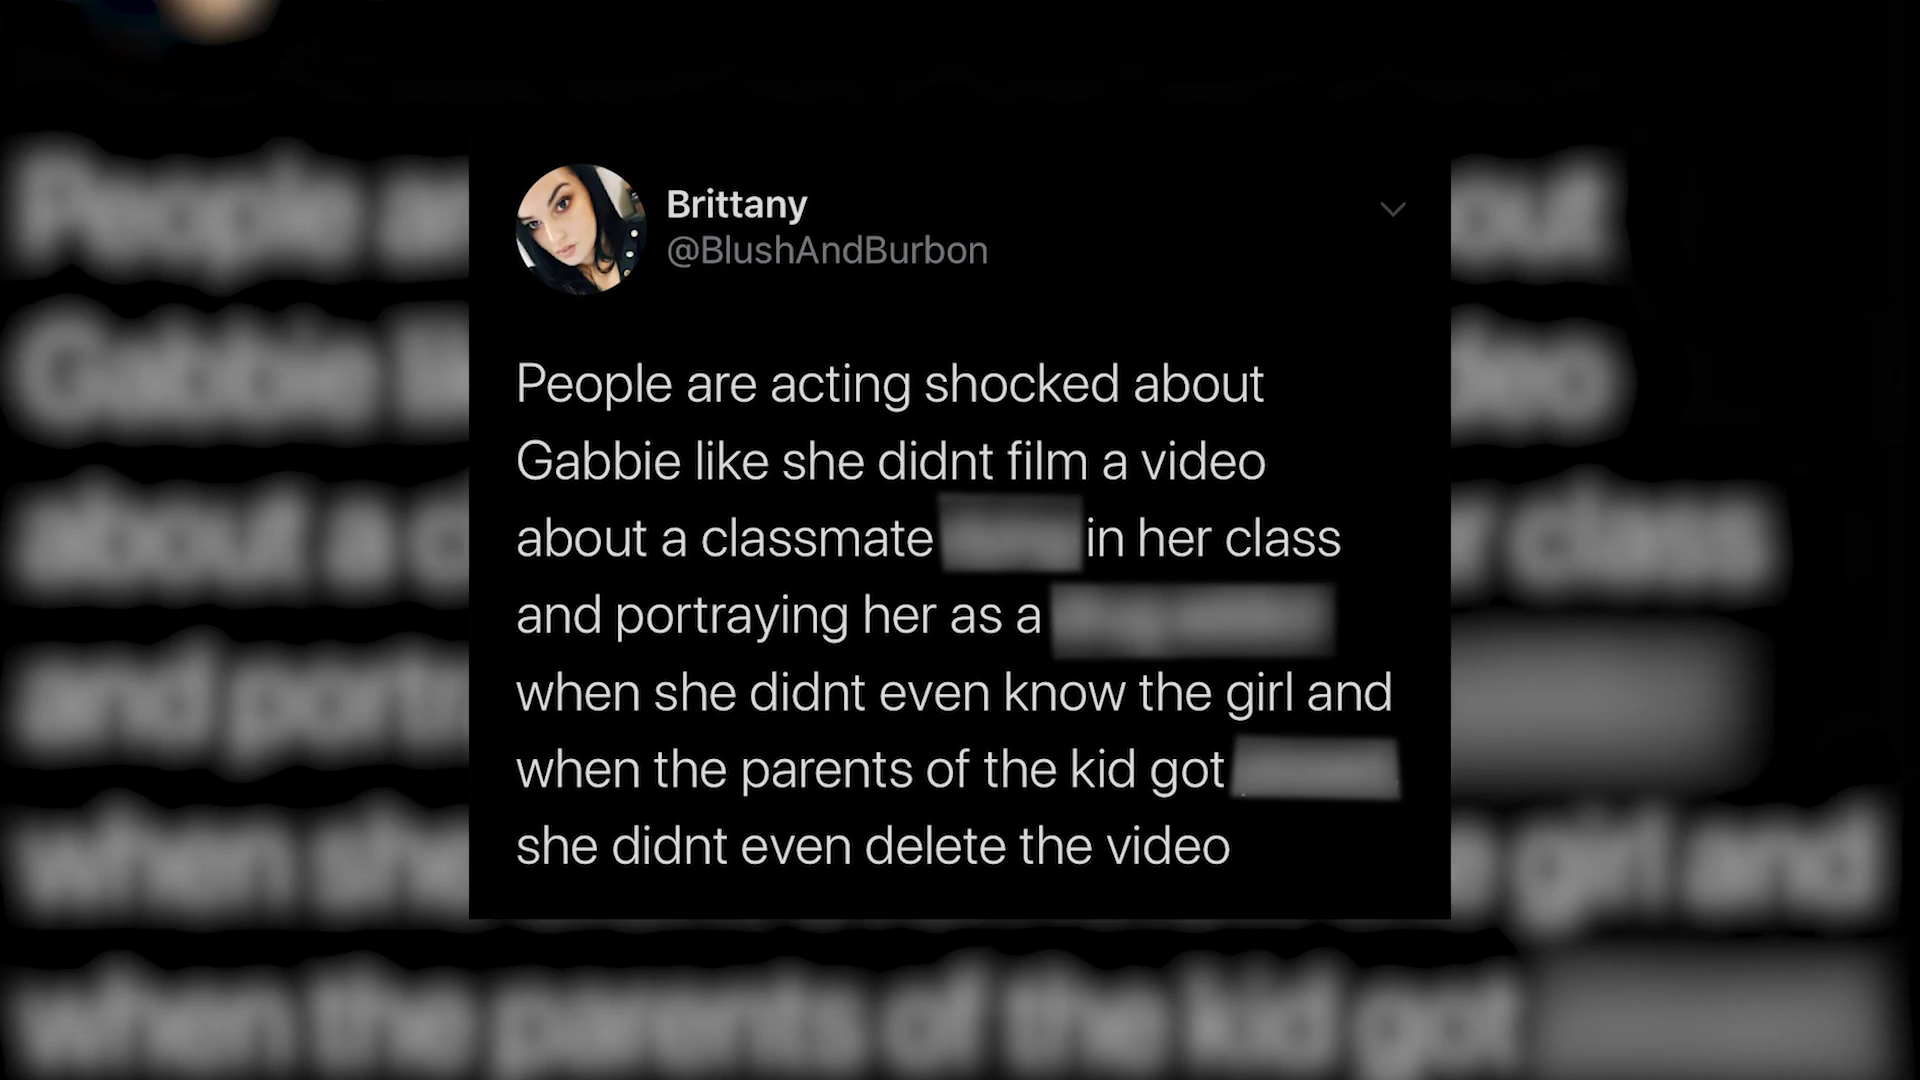 Brittany
@BlushAndBurbon
People are acting shocked about
Gabbie like she didnt film a video
about a classmate in her class
and portraying her as a
when she didnt even know the girl and
when the parents of the kid got
she didnt even delete the video